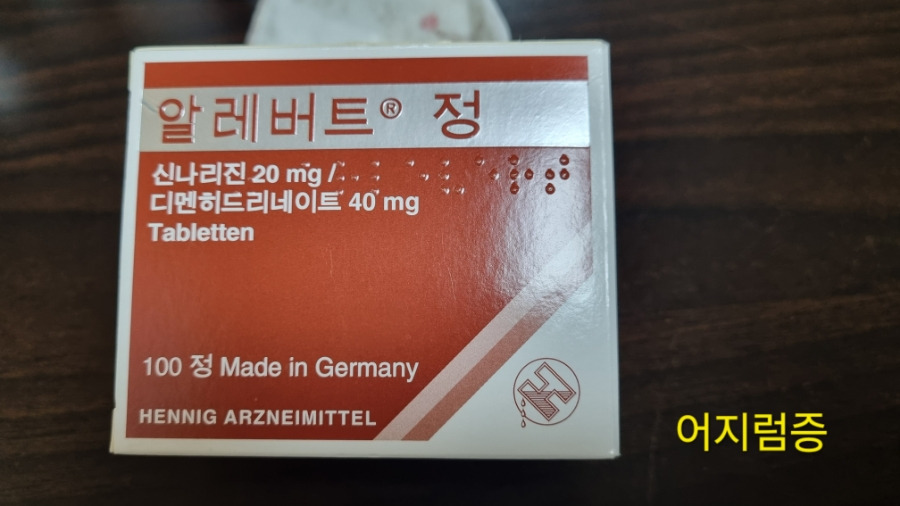 알레버트® 정
신나리진 20 mg /
디멘히드리네이트 40 mg
Tabletten
100 정 Made in Germany
HENNIG ARZNEIMITTEL
어지럼증